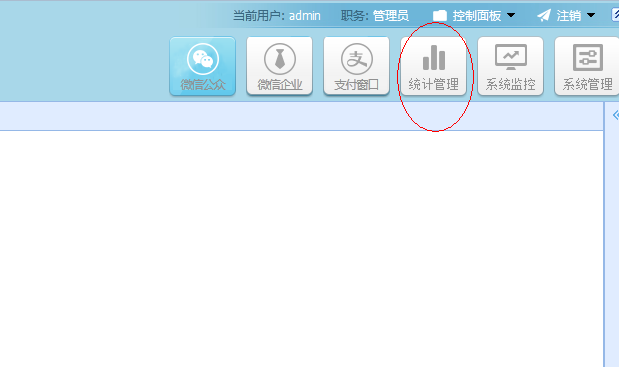 当前用户: admin 职务: 管理员 控制面板 注销
微信公众 微信企业 支付窗口 统计管理 系统监控 系统管理